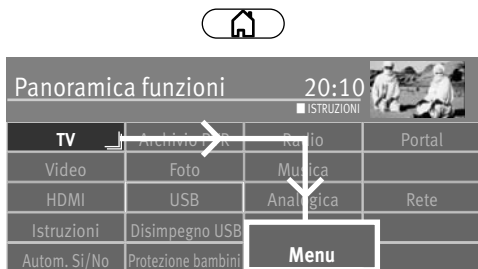 Panoramica funzioni 20:10
ISTRUZIONI
TV Archivio PVR Radio Portal
Video Foto Musica
HDMI USB Analogica Rete
Istruzioni Disimpegno USB
Menu
Autom. Si/No Protezione bambini